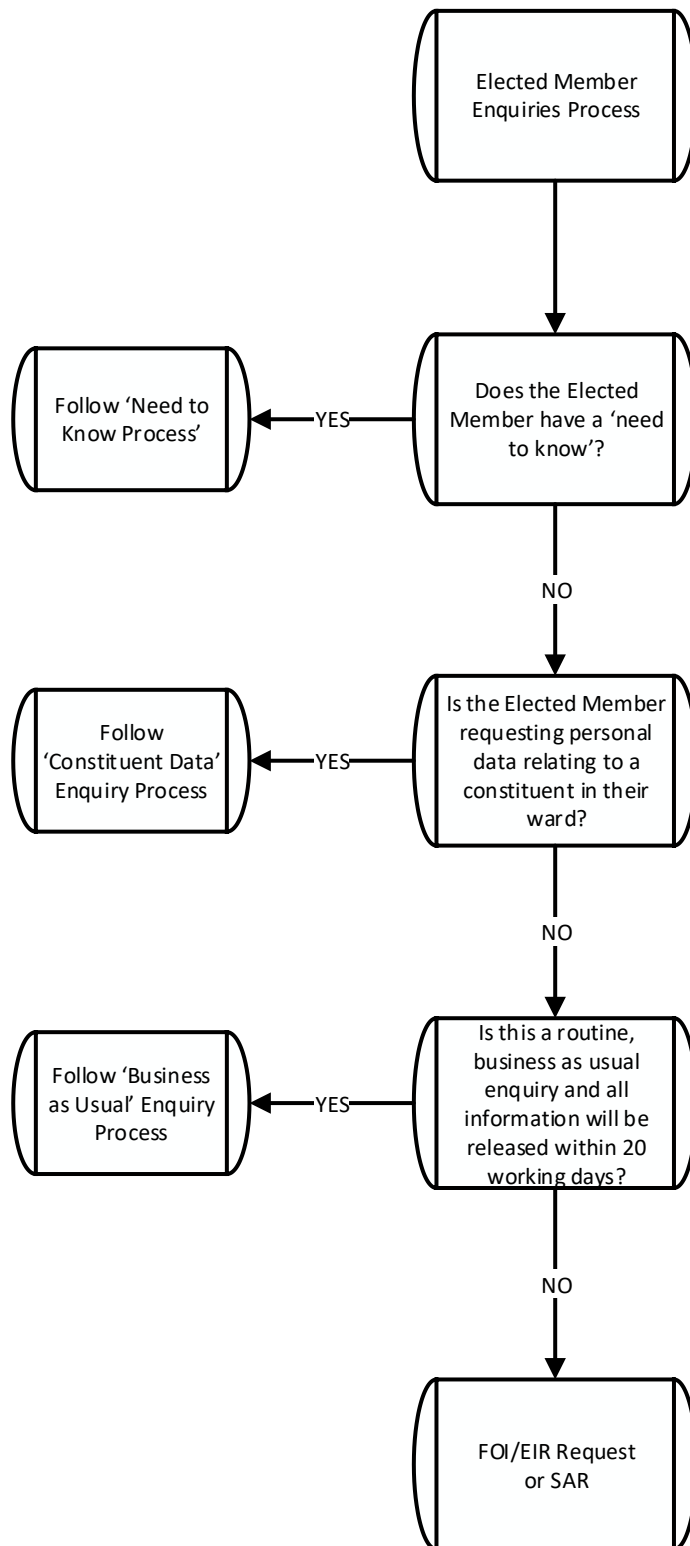 Elected Member
Enquiries Process
Does the Elected
Member have a ‘need
to know’?
YES
Follow ‘Need to
Know Process’
NO
Is the Elected Member
requesting personal
data relating to a
constituent in their
ward?
YES
Follow
‘Constituent Data’
Enquiry Process
NO
Is this a routine,
business as usual
enquiry and all
information will be
released within 20
working days?
YES
Follow ‘Business
as Usual’ Enquiry
Process
NO
FOI/EIR Request
or SAR